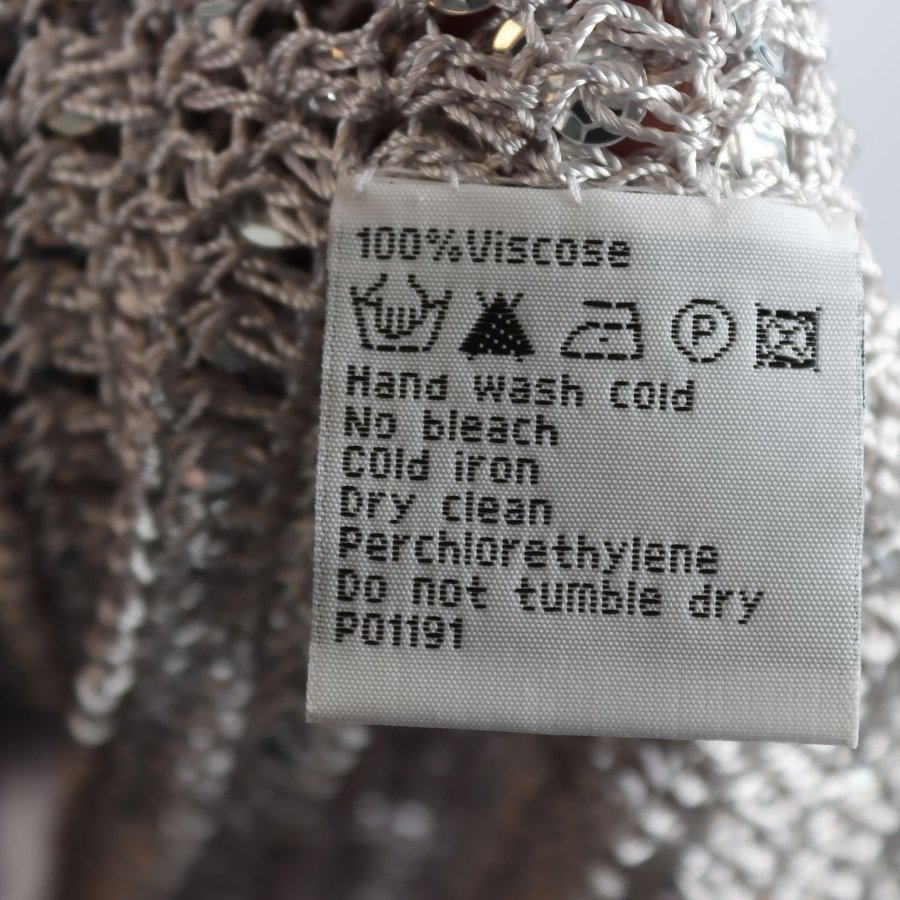 100%Viscose
P
Hand wash cold
No bleach
COld iron
Dry clean
Perchlorethylene
Do not tumble dry
P01191